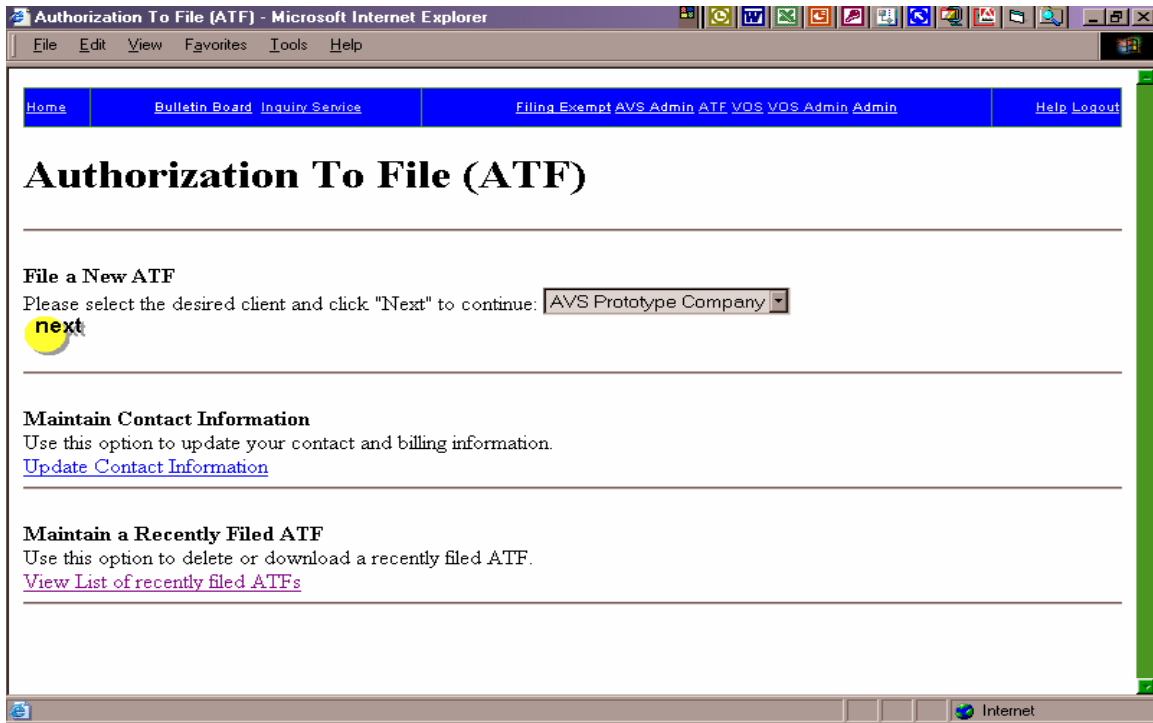 Authorization To File (ATF) - Microsoft Internet Explorer
File Edit View Favorites Tools Help
Home Bulletin Board Inquiry Service Filing Exempt AVS Admin ATF VOS VOS Admin Admin Help Logout
Authorization To File (ATF)
File a New ATF
Please select the desired client and click "Next" to continue: AVS Prototype Company
next
Maintain Contact Information
Use this option to update your contact and billing information.
Update Contact Information
Maintain a Recently Filed ATF
Use this option to delete or download a recently filed ATF.
View List of recently filed ATFs
Internet